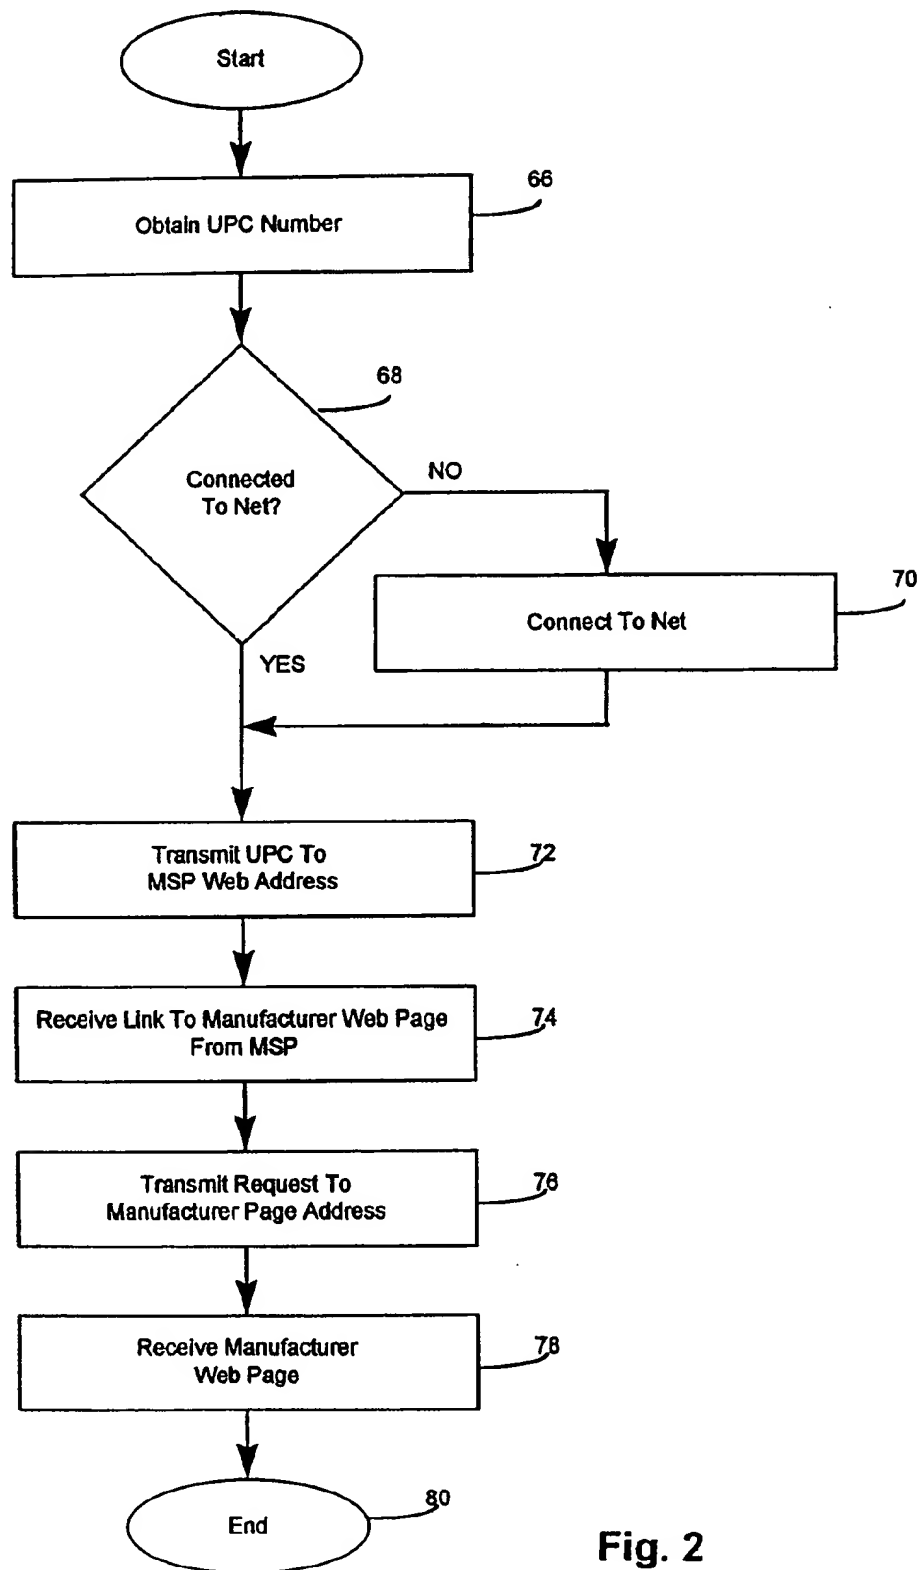 Start
66
Obtain UPC Number
68
Connected
To Net?
NO
70
Connect To Net
YES
72
Transmit UPC To
MSP Web Address
74
Receive Link To Manufacturer Web Page
From MSP
76
Transmit Request To
Manufacturer Page Address
78
Receive Manufacturer
Web Page
80
End
Fig. 2